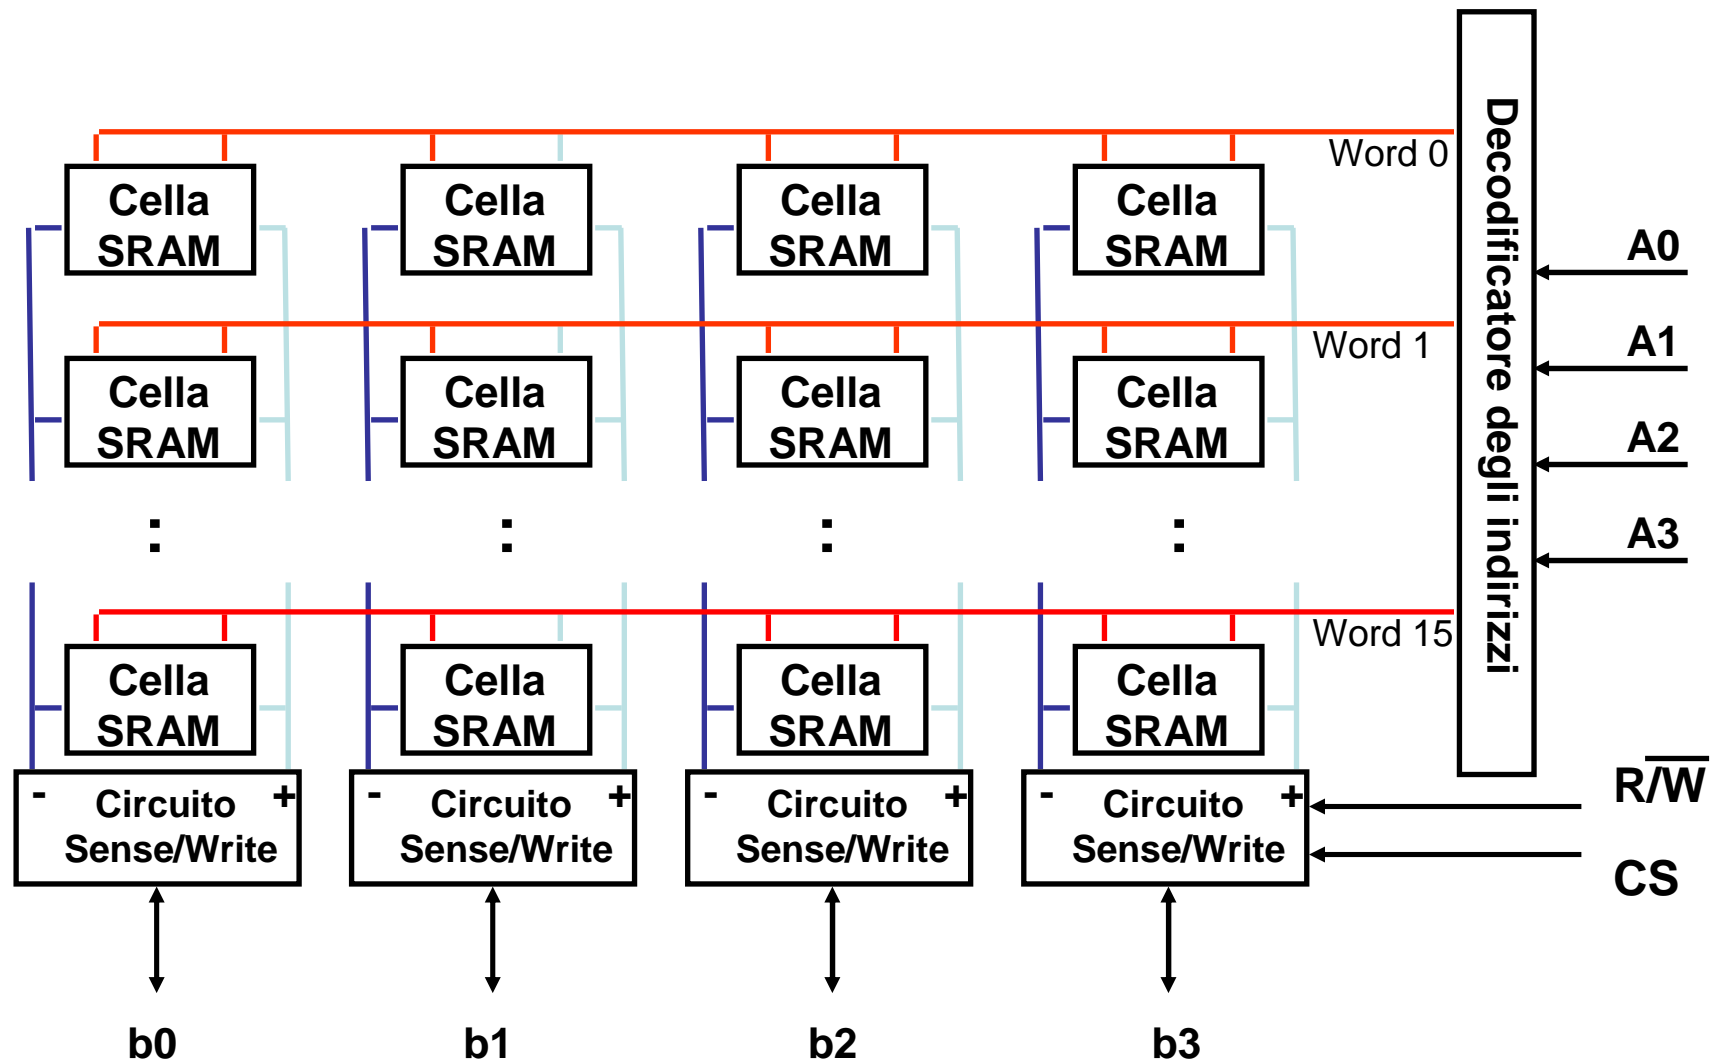 Decodificatore degli indirizzi
Word 0
Cella
SRAM
Cella
SRAM
Cella
SRAM
Cella
SRAM
A0
Word 1
A1
Cella
SRAM
Cella
SRAM
Cella
SRAM
Cella
SRAM
A2
:
:
:
:
A3
Word 15
Cella
SRAM
Cella
SRAM
Cella
SRAM
Cella
SRAM
- Circuito +
Sense/Write
- Circuito +
Sense/Write
- Circuito +
Sense/Write
- Circuito +
Sense/Write
R/W̅
CS
b0
b1
b2
b3